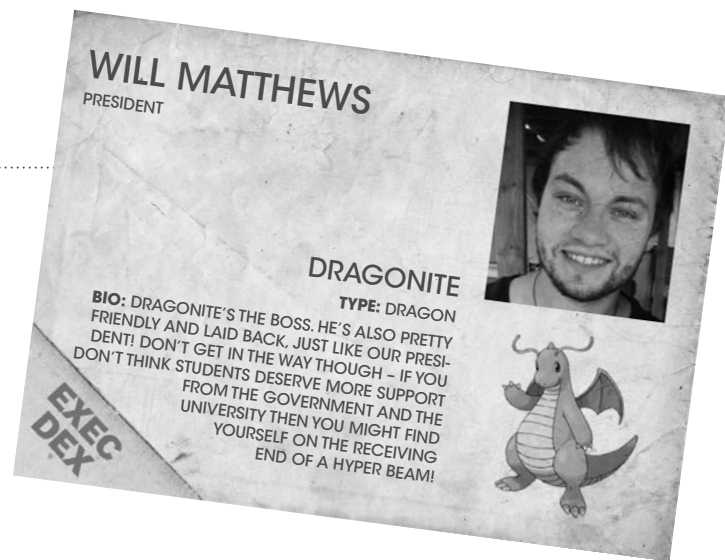 WILL MATTHEWS
PRESIDENT
DRAGONITE
TYPE: DRAGON
BIO: DRAGONITE'S THE BOSS. HE'S ALSO PRETTY
FRIENDLY AND LAID BACK, JUST LIKE OUR PRESI-
DENT! DON'T GET IN THE WAY THOUGH – IF YOU
DON'T THINK STUDENTS DESERVE MORE SUPPORT
FROM THE GOVERNMENT AND THE
UNIVERSITY THEN YOU MIGHT FIND
YOURSELF ON THE RECEIVING
END OF A HYPER BEAM!
EXEC
DEX